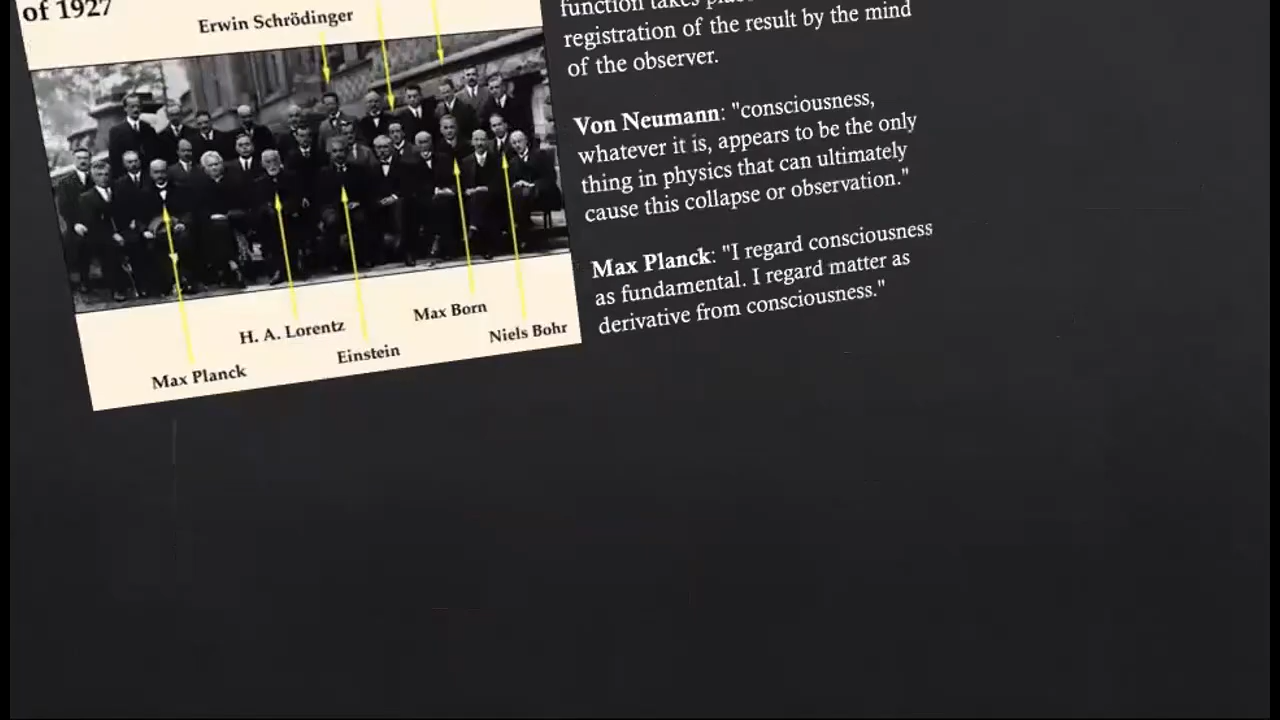 of 1927
Erwin Schrödinger
Max Planck
H. A. Lorentz
Einstein
Max Born
Niels Bohr
function takes
registration of the result by the mind
of the observer.
Von Neumann: "consciousness,
whatever it is, appears to be the only
thing in physics that can ultimately
cause this collapse or observation."
Max Planck: "I regard consciousness
as fundamental. I regard matter as
derivative from consciousness."